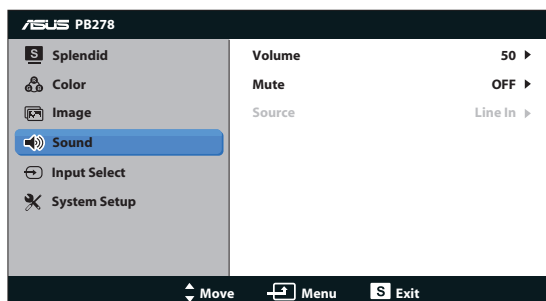 ASUS PB278
S Splendid
Color
Image
Sound
Input Select
System Setup
Volume 50
Mute OFF
Source Line In
Move Menu S Exit